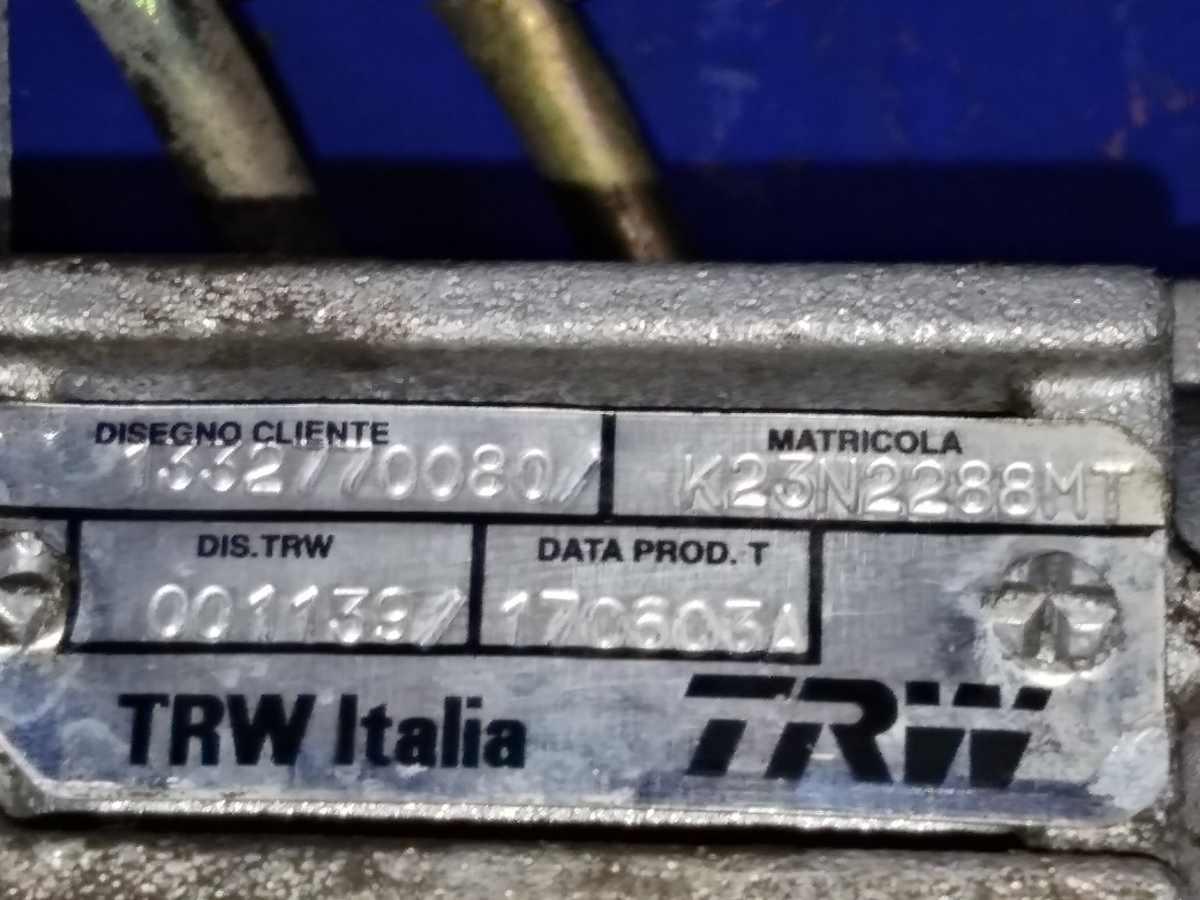 DISEGNO CLIENTE MATRICOLA
1332770080/ K23N2288MT
DIS.TRW DATA PROD. T
001139/ 170603A
TRW Italia TRW